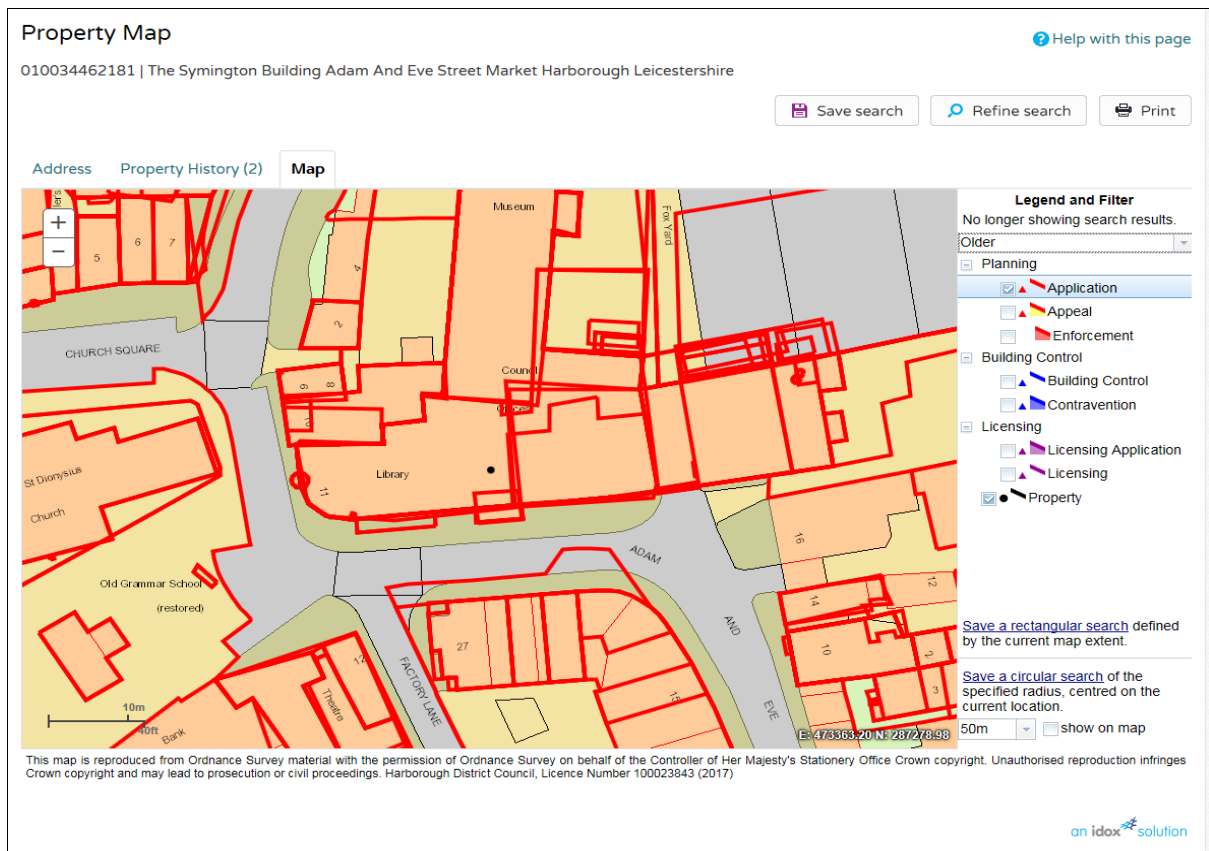 Property Map
Help with this page
010034462181 | The Symington Building Adam And Eve Street Market Harborough Leicestershire
Save search
Refine search
Print
Address
Property History (2)
Map
+
−
5
6
7
4
2
Museum
Fox Yard
CHURCH SQUARE
Council
Offices
6
8
10
11
Library
St Dionysius
Church
Old Grammar School
(restored)
ADAM
AND
EVE
FACTORY LANE
27
15
12
Theatre
Bank
16
14
12
10
2
3
10m
40ft
E: 473363.20 N: 287278.98
Legend and Filter
No longer showing search results.
Older
Planning
Application
Appeal
Enforcement
Building Control
Building Control
Contravention
Licensing
Licensing Application
Licensing
Property
Save a rectangular search defined
by the current map extent.
Save a circular search of the
specified radius, centred on the
current location.
50m
show on map
This map is reproduced from Ordnance Survey material with the permission of Ordnance Survey on behalf of the Controller of Her Majesty's Stationery Office Crown copyright. Unauthorised reproduction infringes
Crown copyright and may lead to prosecution or civil proceedings. Harborough District Council, Licence Number 100023843 (2017)
an idox solution